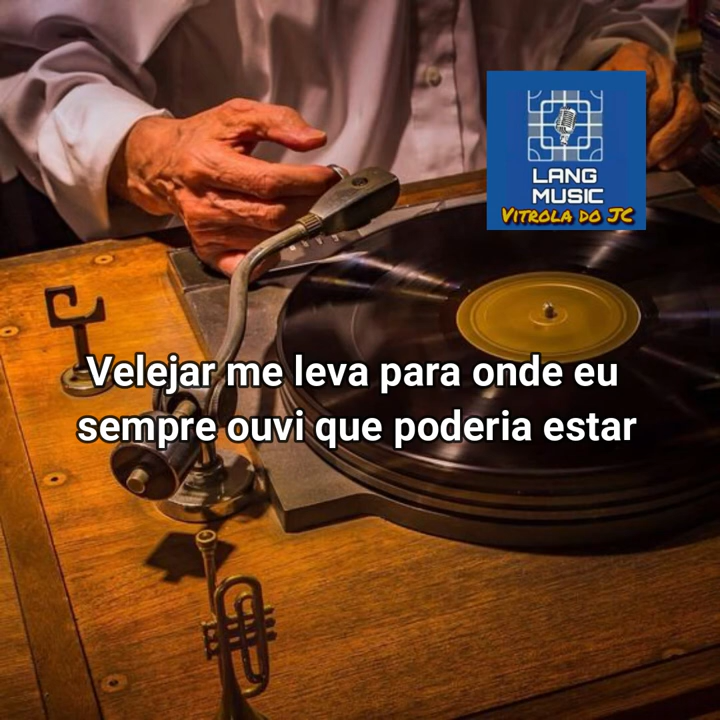 LANG
MUSIC
VITROLA DO JC
Velejar me leva para onde eu
sempre ouvi que poderia estar